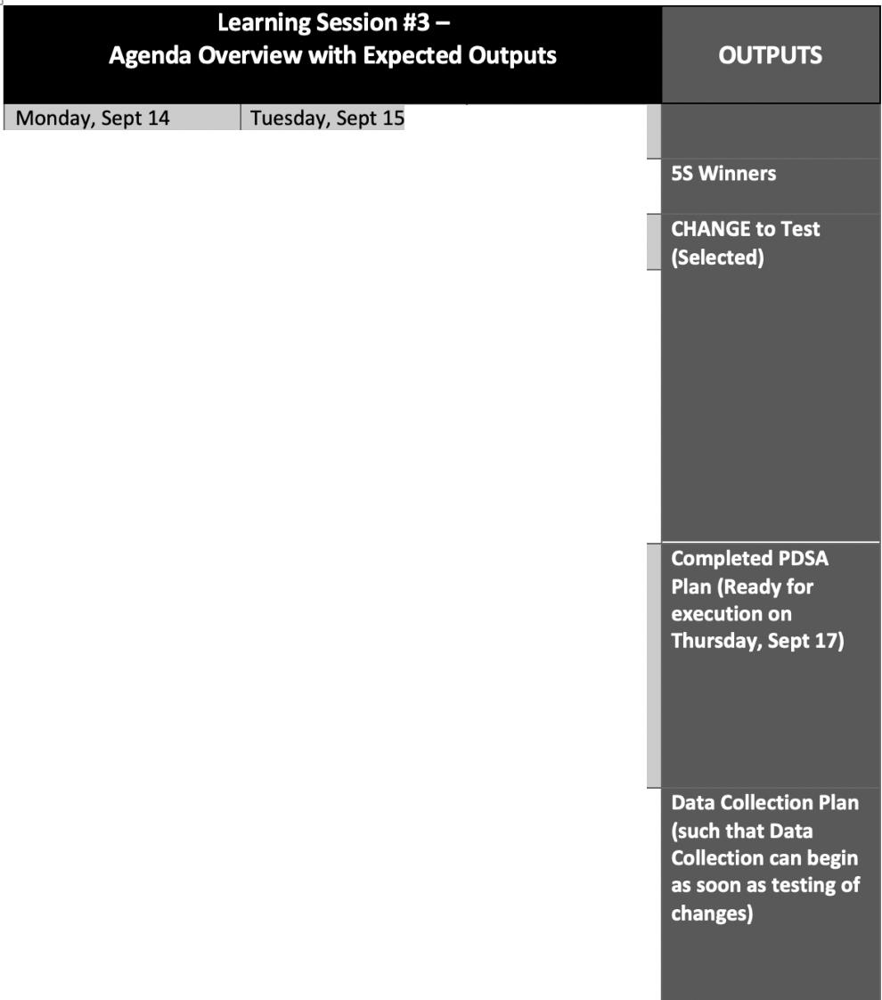 Learning Session #3 –
Agenda Overview with Expected Outputs
OUTPUTS
Monday, Sept 14
Tuesday, Sept 15
5S Winners
CHANGE to Test
(Selected)
Completed PDSA
Plan (Ready for
execution on
Thursday, Sept 17)
Data Collection Plan
(such that Data
Collection can begin
as soon as testing of
changes)